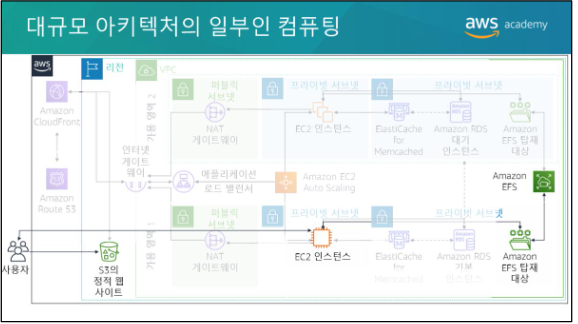 대규모 아키텍처의 일부인 컴퓨팅
aws academy
aws
리전
VPC
Amazon
CloudFront
Amazon
Route 53
인터넷
게이트
웨이
가용 영역 2
퍼블릭
서브넷
NAT
게이트웨이
프라이빗 서브넷
EC2 인스턴스
프라이빗 서브넷
ElastiCache
for
Memcached
Amazon RDS
대기
인스턴스
Amazon
EFS 탑재
대상
애플리케이션
로드 밸런서
Amazon EC2
Auto Scaling
Amazon
EFS
가용 영역 1
퍼블릭
서브넷
NAT
게이트웨이
프라이빗 서브넷
EC2 인스턴스
프라이빗 서브넷
ElastiCache
for
Memcached
Amazon RDS
기본
인스턴스
Amazon
EFS 탑재
대상
사용자
S3의
정적 웹
사이트